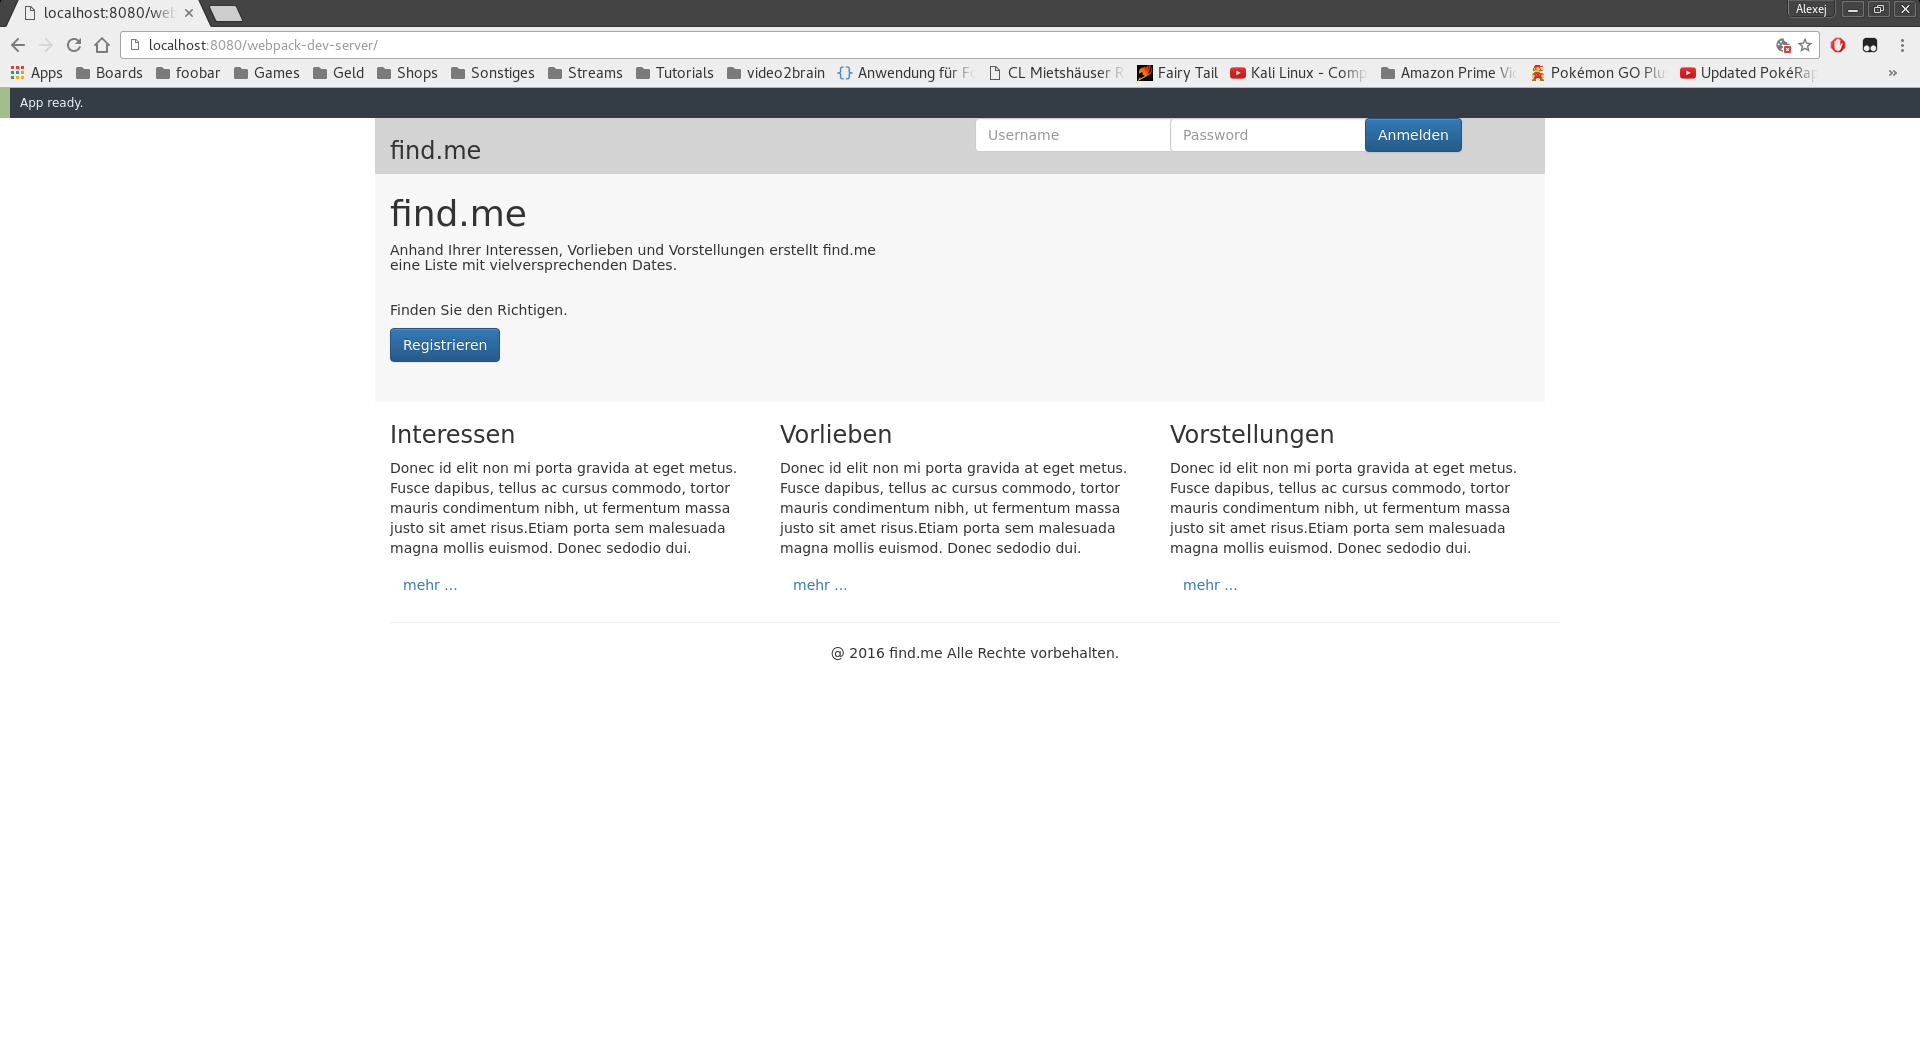 localhost:8080/web
Alexej
localhost:8080/webpack-dev-server/
Apps Boards foobar Games Geld Shops Sonstiges Streams Tutorials video2brain Anwendung für Fo CL Mietshäuser R Fairy Tail Kali Linux - Comp Amazon Prime Vi Pokémon GO Plu Updated PokéRap »
App ready.
find.me Username Password Anmelden
find.me
Anhand Ihrer Interessen, Vorlieben und Vorstellungen erstellt find.me
eine Liste mit vielversprechenden Dates.
Finden Sie den Richtigen.
Registrieren
Interessen
Donec id elit non mi porta gravida at eget metus.
Fusce dapibus, tellus ac cursus commodo, tortor
mauris condimentum nibh, ut fermentum massa
justo sit amet risus.Etiam porta sem malesuada
magna mollis euismod. Donec sedodio dui.
mehr ...
Vorlieben
Donec id elit non mi porta gravida at eget metus.
Fusce dapibus, tellus ac cursus commodo, tortor
mauris condimentum nibh, ut fermentum massa
justo sit amet risus.Etiam porta sem malesuada
magna mollis euismod. Donec sedodio dui.
mehr ...
Vorstellungen
Donec id elit non mi porta gravida at eget metus.
Fusce dapibus, tellus ac cursus commodo, tortor
mauris condimentum nibh, ut fermentum massa
justo sit amet risus.Etiam porta sem malesuada
magna mollis euismod. Donec sedodio dui.
mehr ...
@ 2016 find.me Alle Rechte vorbehalten.